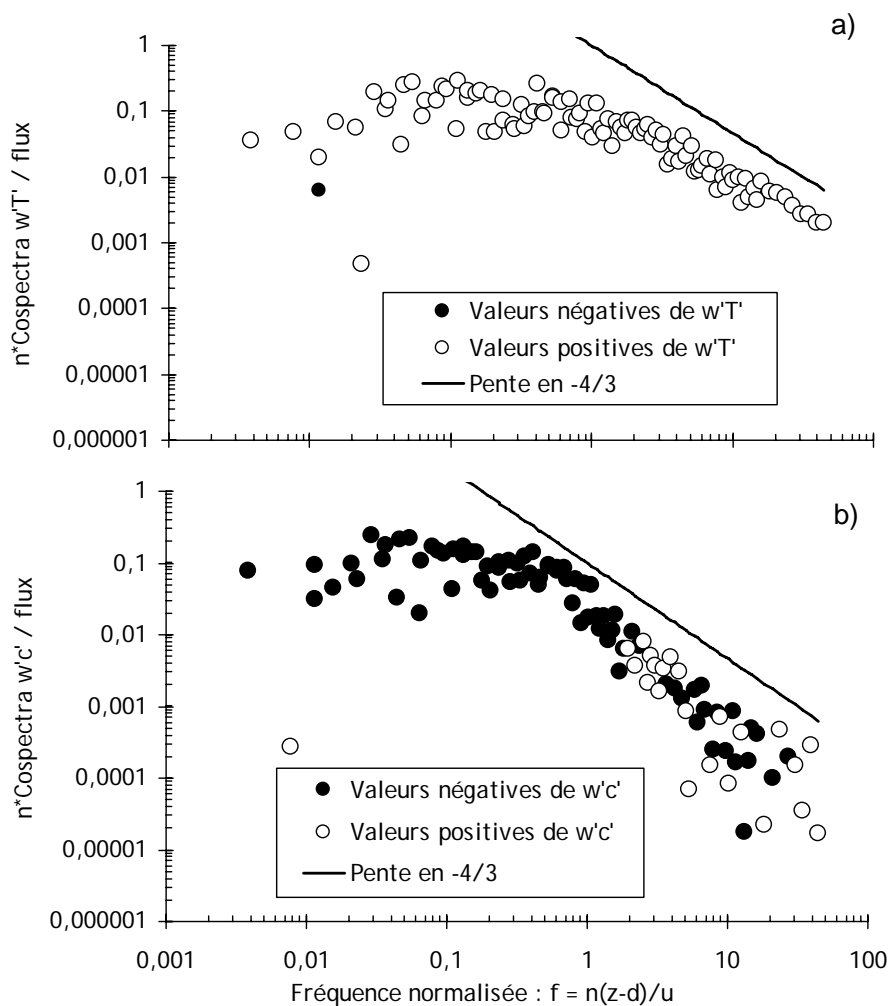 a)
1
0,1
0,01
0,001
0,0001
0,00001
0,000001
n*Cospectra w'T' / flux
Valeurs négatives de w'T'
Valeurs positives de w'T'
Pente en -4/3
100
b)
1
0,1
0,01
0,001
0,0001
0,00001
0,000001
n*Cospectra w'c' / flux
Valeurs négatives de w'c'
Valeurs positives de w'c'
Pente en -4/3
0,001 0,01 0,1 1 10 100
Fréquence normalisée : f = n(z-d)/u